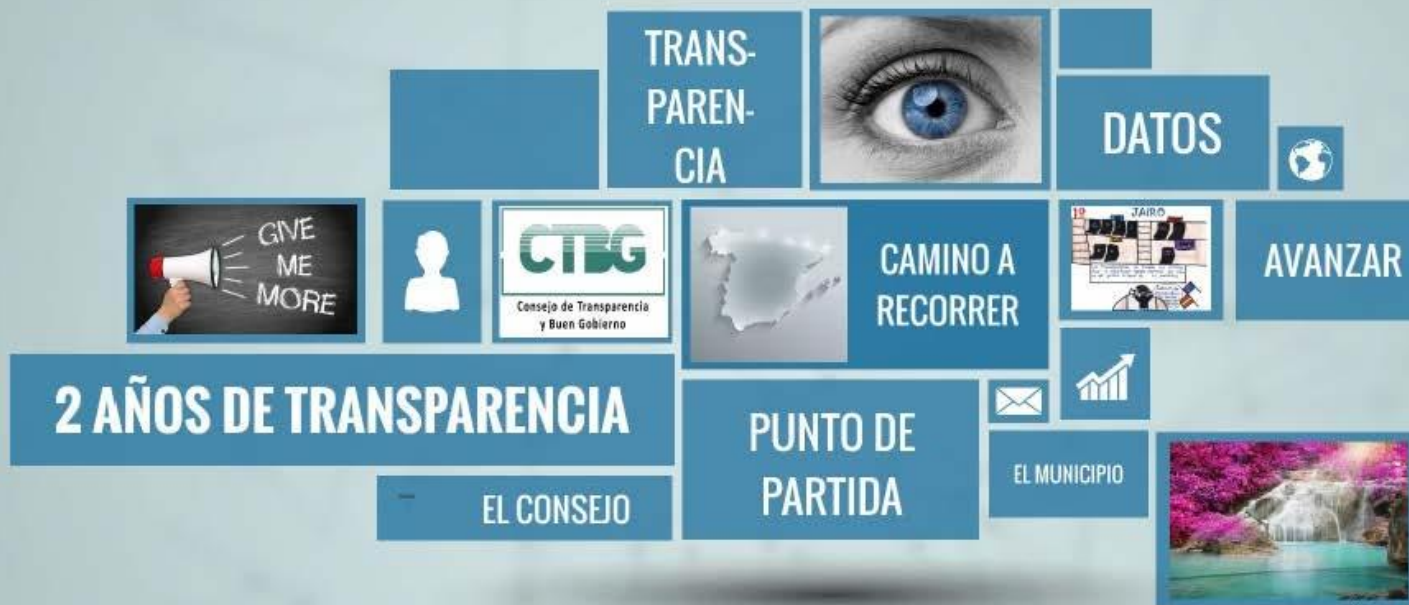 TRANS-
PAREN-
CIA
DATOS
GIVE
ME
MORE
CTBG
Consejo de Transparencia
y Buen Gobierno
CAMINO A
RECORRER
19
JAIRO
AVANZAR
2 AÑOS DE TRANSPARENCIA
PUNTO DE
PARTIDA
EL MUNICIPIO
EL CONSEJO